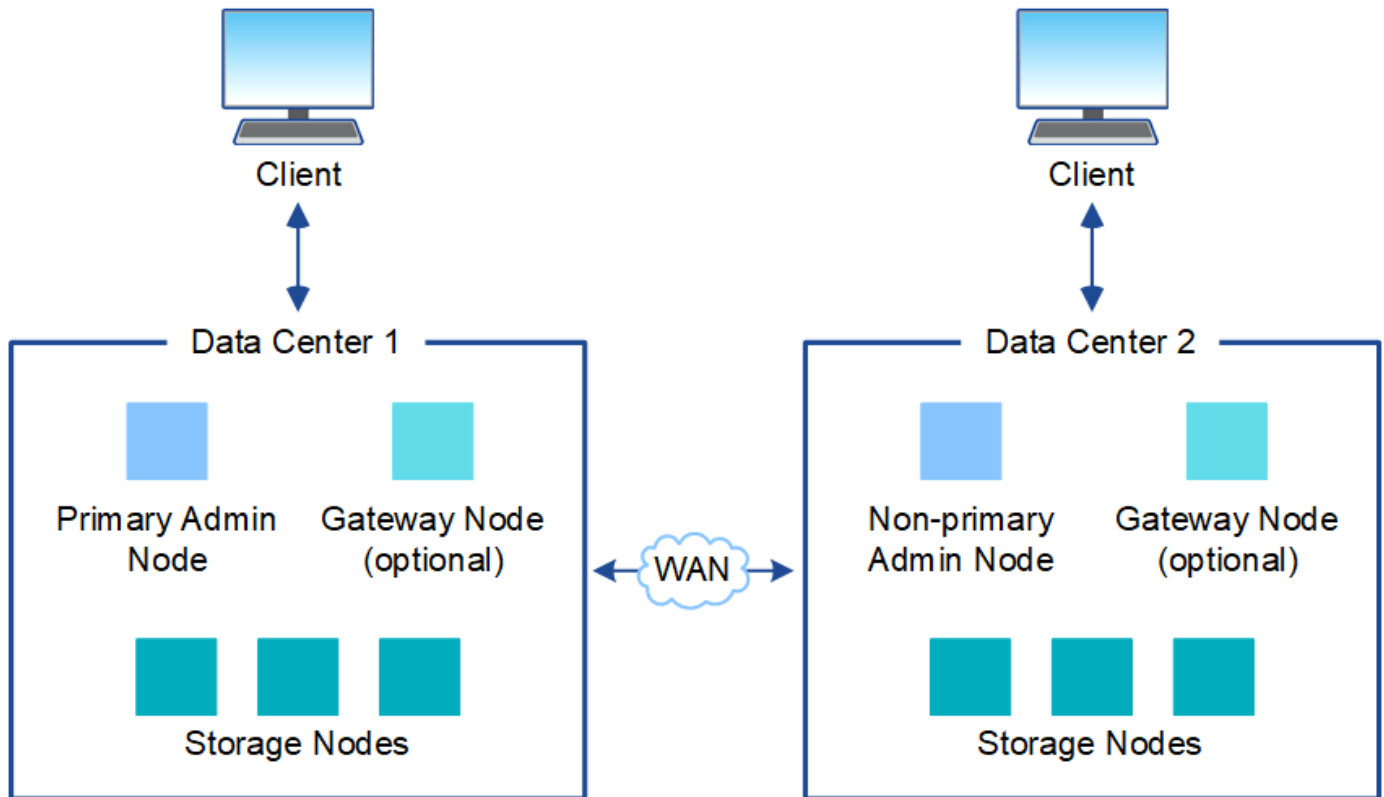 Client
Client
Data Center 1
Data Center 2
Primary Admin
Node
Gateway Node
(optional)
WAN
Non-primary
Admin Node
Gateway Node
(optional)
Storage Nodes
Storage Nodes